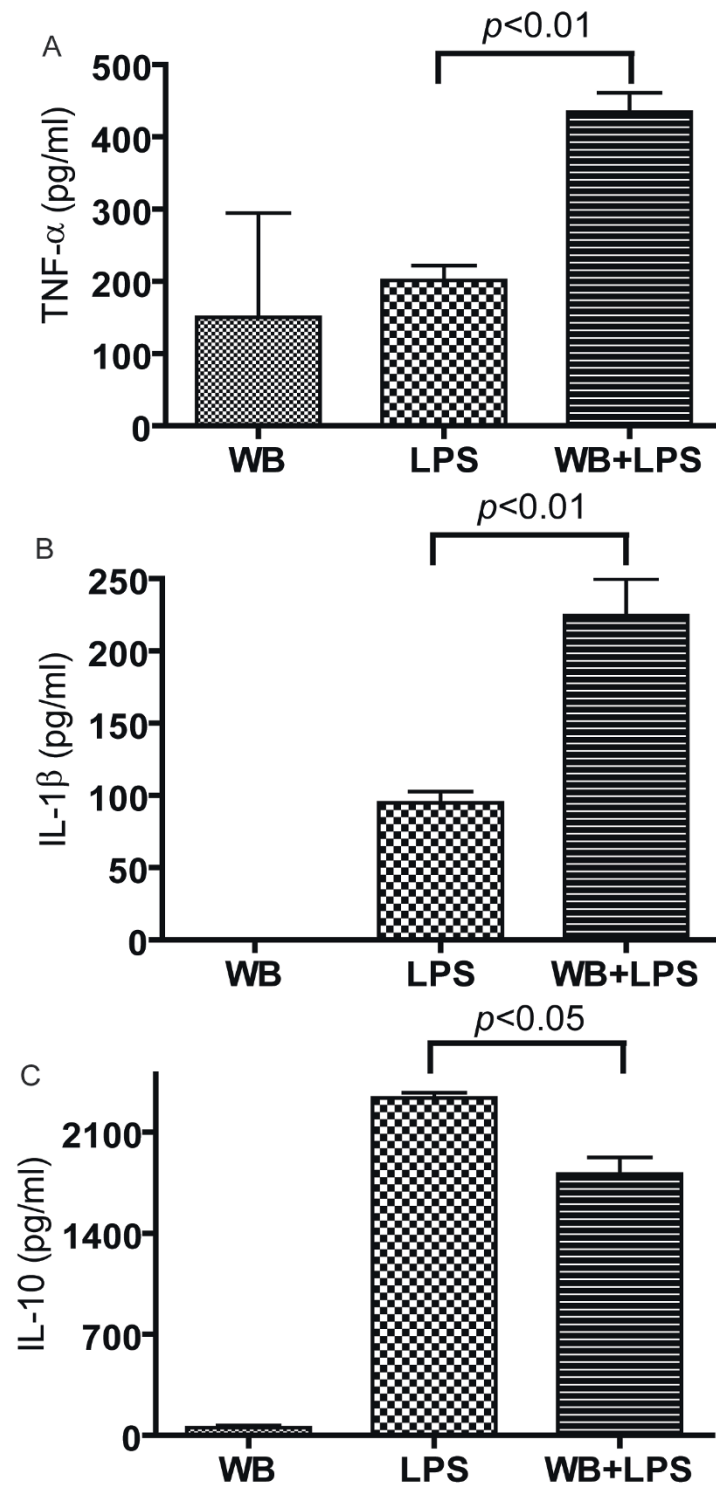 A
p<0.01
TNF-α (pg/ml)
500
400
300
200
100
0
WB LPS WB+LPS
B
p<0.01
IL-1β (pg/ml)
250
200
150
100
50
0
WB LPS WB+LPS
C
p<0.05
IL-10 (pg/ml)
2100
1400
700
0
WB LPS WB+LPS